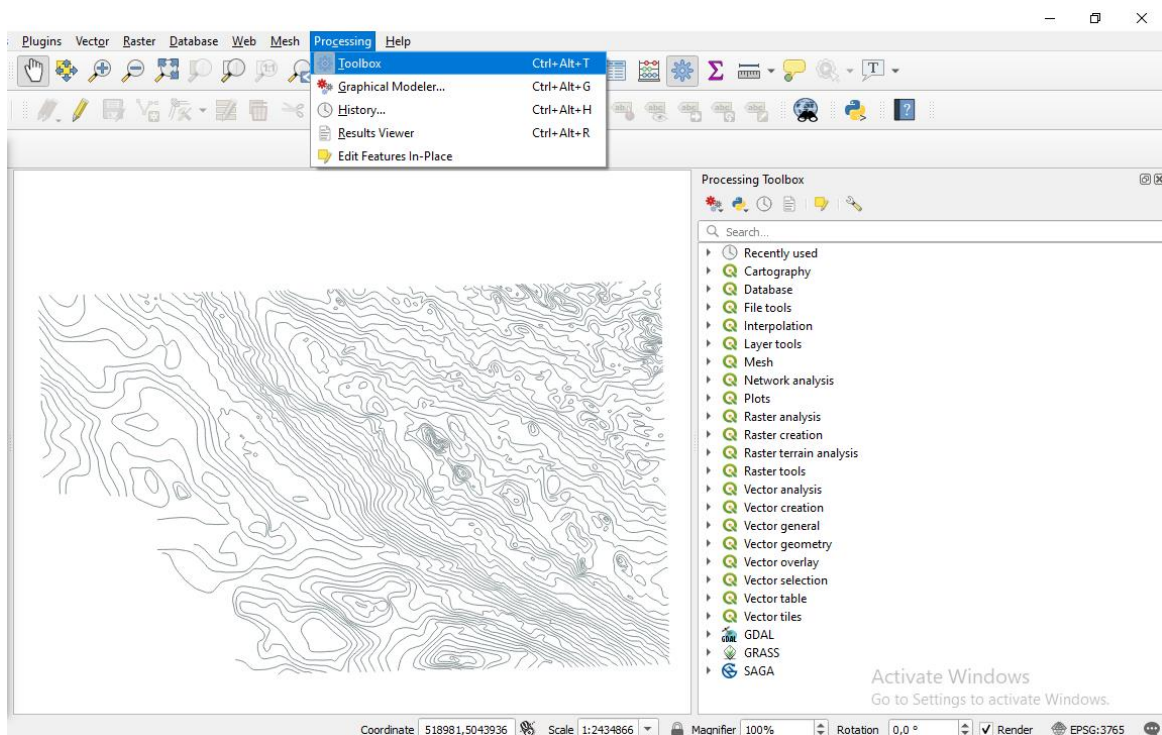 Plugins Vector Raster Database Web Mesh Processing Help
Toolbox Ctrl+Alt+T
Graphical Modeler... Ctrl+Alt+G
History... Ctrl+Alt+H
Results Viewer Ctrl+Alt+R
Edit Features In-Place
Processing Toolbox
Search...
Recently used
Cartography
Database
File tools
Interpolation
Layer tools
Mesh
Network analysis
Plots
Raster analysis
Raster creation
Raster terrain analysis
Raster tools
Vector analysis
Vector creation
Vector general
Vector geometry
Vector overlay
Vector selection
Vector table
Vector tiles
GDAL
GRASS
SAGA
Activate Windows
Go to Settings to activate Windows.
Coordinate 518981,5043936 Scale 1:2434866 Magnifier 100% Rotation 0,0 ° Render EPSG:3765